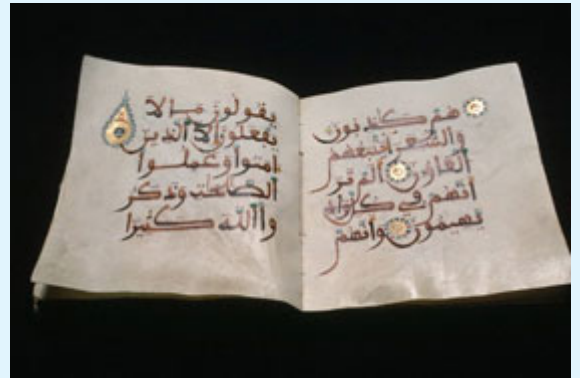 هم كذبون
والشعرا يتبعهم
الغاون الم تر
انهم في كل واد
يهيمون وانهم
يقولون ما لا
يفعلون الا الذين
امنوا وعملوا
الصلحت وذكر
وا الله كثيرا